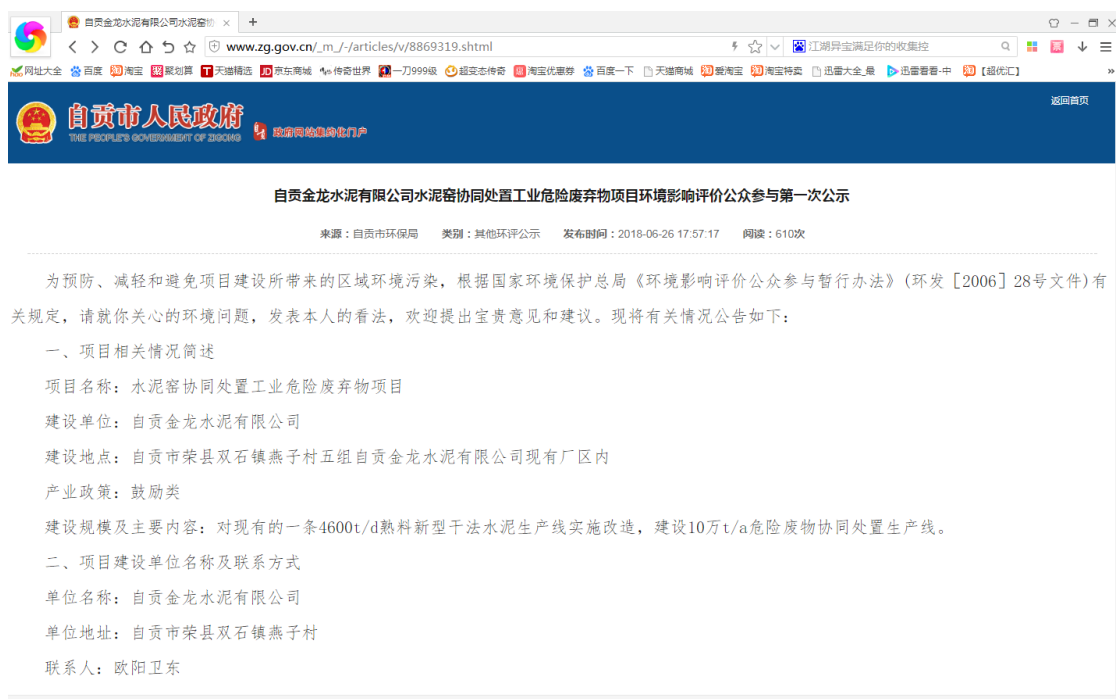 自贡金龙水泥有限公司水泥窑协
www.zg.gov.cn/_m_/-/articles/v/8869319.shtml
江湖异宝满足你的收集控
网址大全 百度 淘宝 聚划算 天猫精选 京东商城 传奇世界 一刀999级 超变态传奇 淘宝优惠券 百度一下 天猫商城 爱淘宝 淘宝特卖 迅雷大全_最 迅雷看看-中 【超优汇】
自贡市人民政府
THE PEOPLE'S GOVERNMENT OF ZIGONG
政府网站集约化门户
返回首页
自贡金龙水泥有限公司水泥窑协同处置工业危险废弃物项目环境影响评价公众参与第一次公示
来源：自贡市环保局 类别：其他环评公示 发布时间：2018-06-26 17:57:17 阅读：610次
为预防、减轻和避免项目建设所带来的区域环境污染，根据国家环境保护总局《环境影响评价公众参与暂行办法》(环发［2006］28号文件)有
关规定，请就你关心的环境问题，发表本人的看法，欢迎提出宝贵意见和建议。现将有关情况公告如下：
一、项目相关情况简述
项目名称：水泥窑协同处置工业危险废弃物项目
建设单位：自贡金龙水泥有限公司
建设地点：自贡市荣县双石镇燕子村五组自贡金龙水泥有限公司现有厂区内
产业政策：鼓励类
建设规模及主要内容：对现有的一条4600t/d熟料新型干法水泥生产线实施改造，建设10万t/a危险废物协同处置生产线。
二、项目建设单位名称及联系方式
单位名称：自贡金龙水泥有限公司
单位地址：自贡市荣县双石镇燕子村
联系人：欧阳卫东